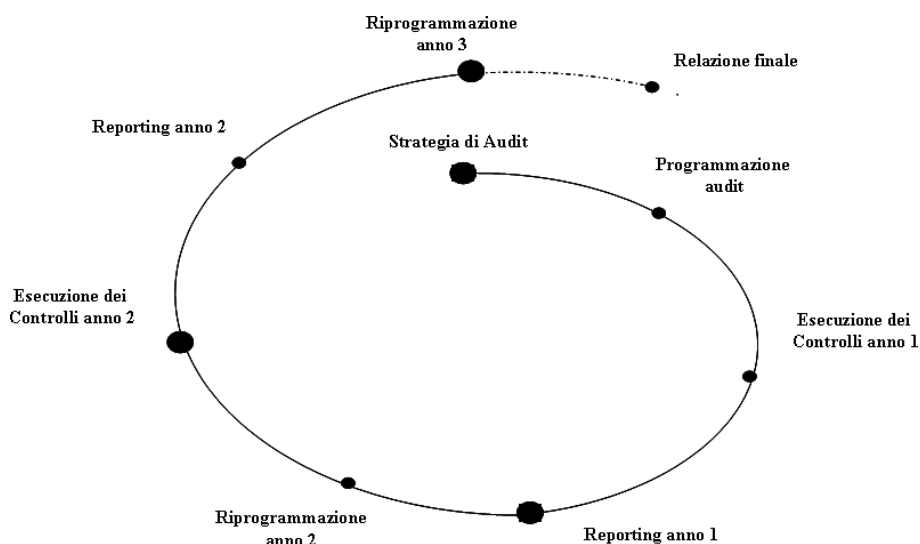 Riprogrammazione
anno 3
Relazione finale
Reporting anno 2
Strategia di Audit
Programmazione
audit
Esecuzione dei
Controlli anno 2
Esecuzione dei
Controlli anno 1
Riprogrammazione
anno 2
Reporting anno 1